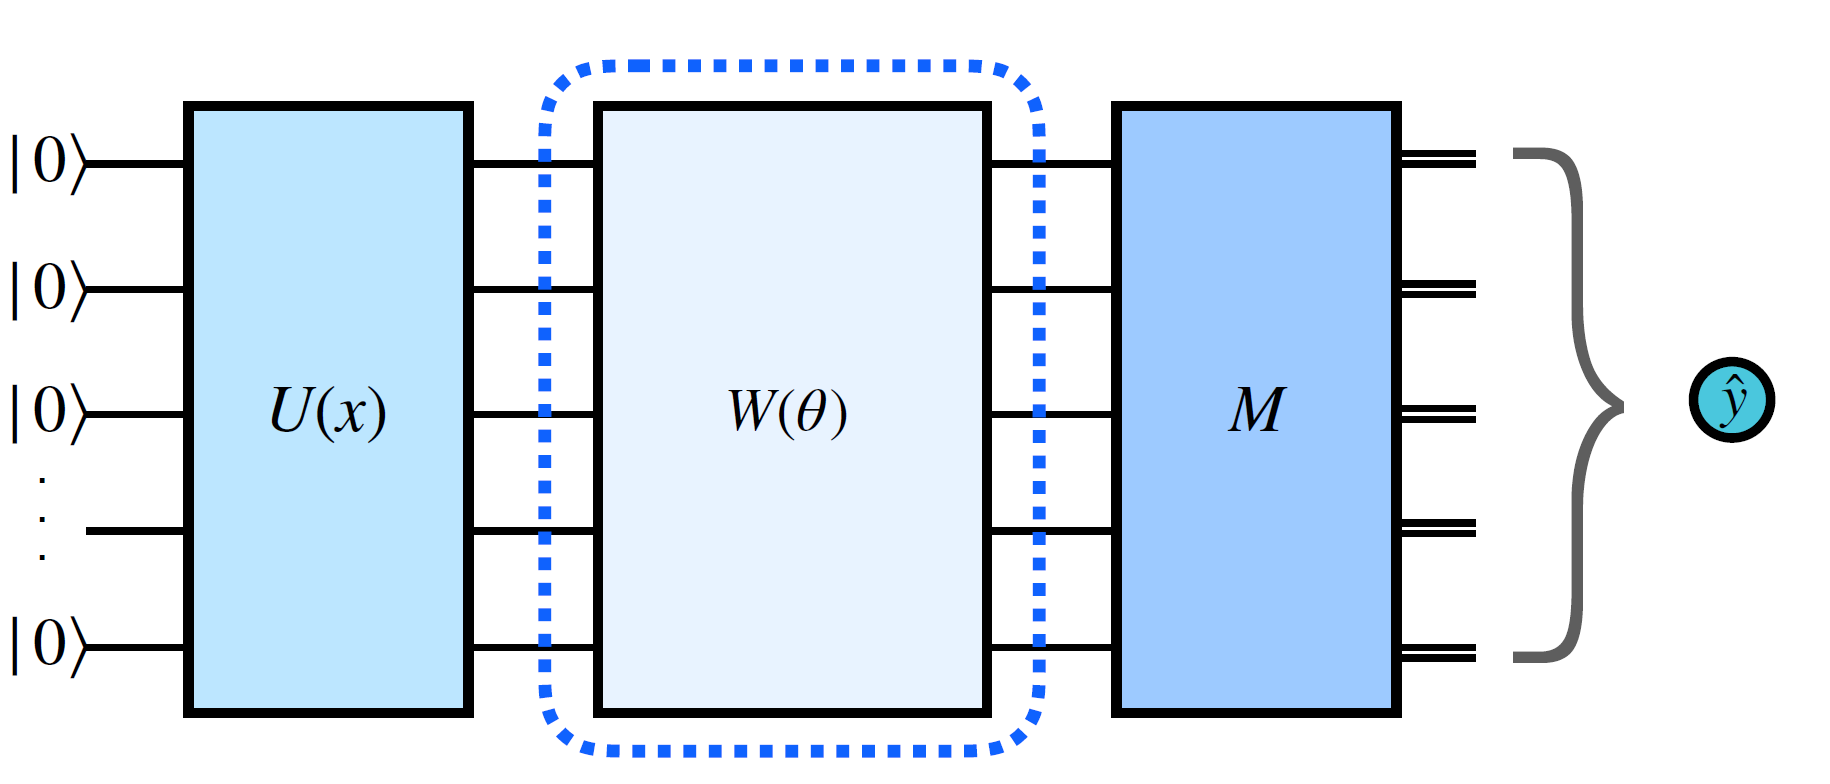 |0⟩
|0⟩
|0⟩
.
.
.
|0⟩
U(x)
W(θ)
M
ŷ